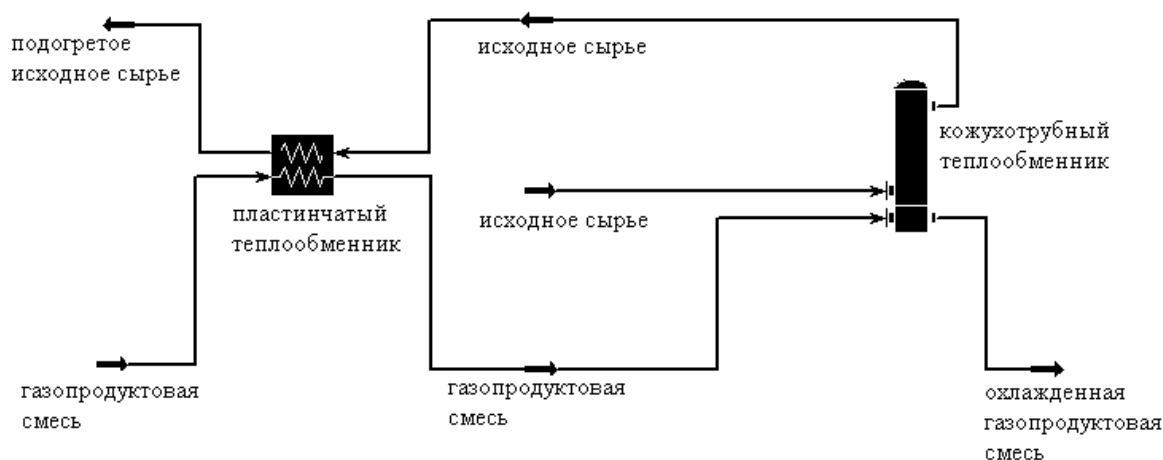 подогретое
исходное сырье
исходное сырье
кожухотрубный
теплообменник
пластинчатый
теплообменник
исходное сырье
газопродуктовая
смесь
газопродуктовая
смесь
охлажденная
газопродуктовая
смесь